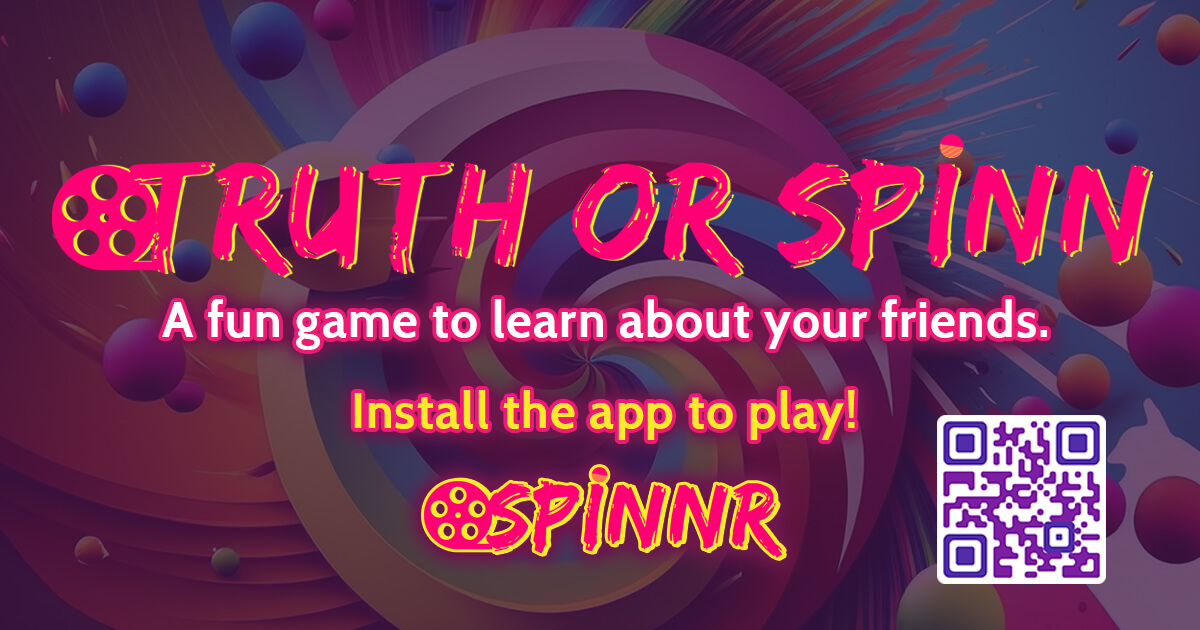 TRUTH OR SPINN
A fun game to learn about your friends.
Install the app to play!
SPINNR